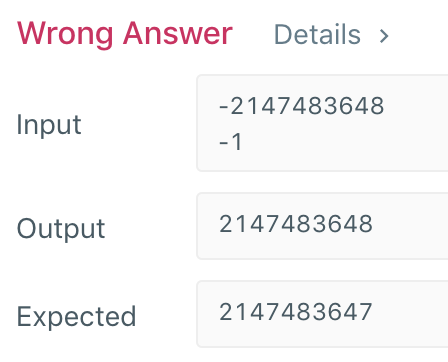 Wrong Answer Details >
Input
-2147483648
-1
Output
2147483648
Expected
2147483647